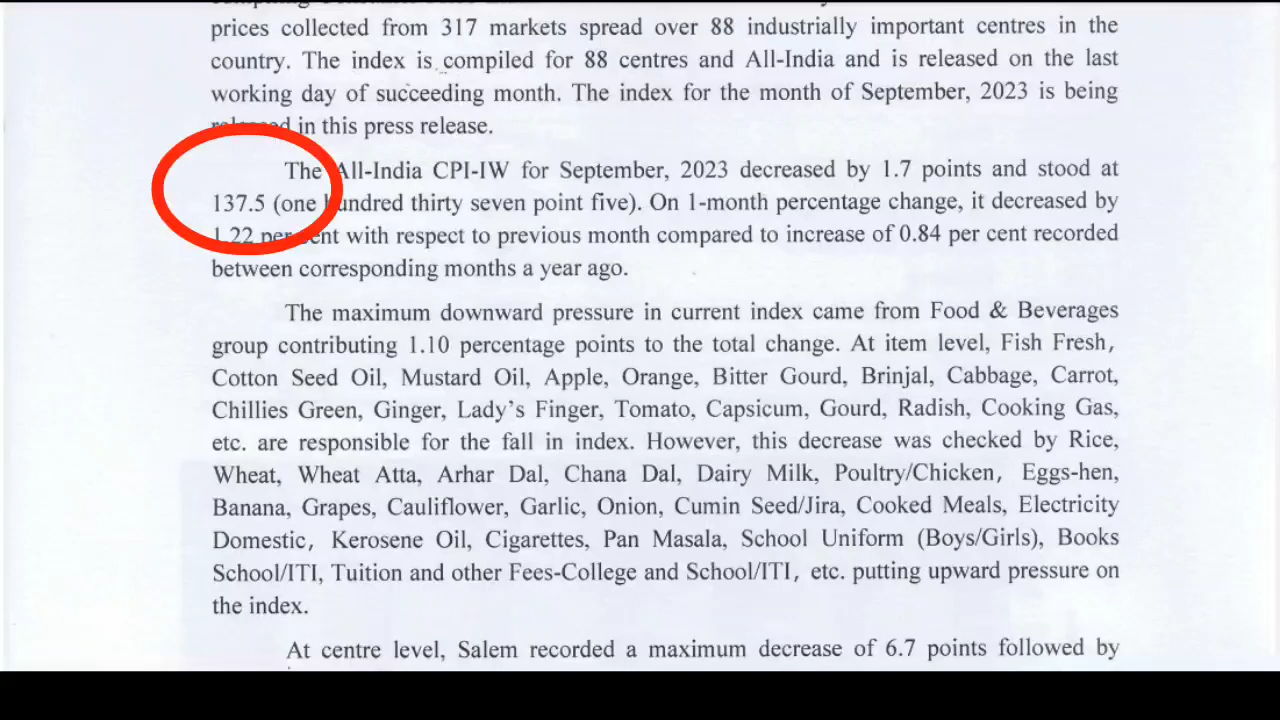 prices collected from 317 markets spread over 88 industrially important centres in the
country. The index is compiled for 88 centres and All-India and is released on the last
working day of succeeding month. The index for the month of September, 2023 is being
released in this press release.
The All-India CPI-IW for September, 2023 decreased by 1.7 points and stood at
137.5 (one hundred thirty seven point five). On 1-month percentage change, it decreased by
1.22 per cent with respect to previous month compared to increase of 0.84 per cent recorded
between corresponding months a year ago.
The maximum downward pressure in current index came from Food & Beverages
group contributing 1.10 percentage points to the total change. At item level, Fish Fresh,
Cotton Seed Oil, Mustard Oil, Apple, Orange, Bitter Gourd, Brinjal, Cabbage, Carrot,
Chillies Green, Ginger, Lady's Finger, Tomato, Capsicum, Gourd, Radish, Cooking Gas,
etc. are responsible for the fall in index. However, this decrease was checked by Rice,
Wheat, Wheat Atta, Arhar Dal, Chana Dal, Dairy Milk, Poultry/Chicken, Eggs-hen,
Banana, Grapes, Cauliflower, Garlic, Onion, Cumin Seed/Jira, Cooked Meals, Electricity
Domestic, Kerosene Oil, Cigarettes, Pan Masala, School Uniform (Boys/Girls), Books
School/ITI, Tuition and other Fees-College and School/ITI, etc. putting upward pressure on
the index.
At centre level, Salem recorded a maximum decrease of 6.7 points followed by